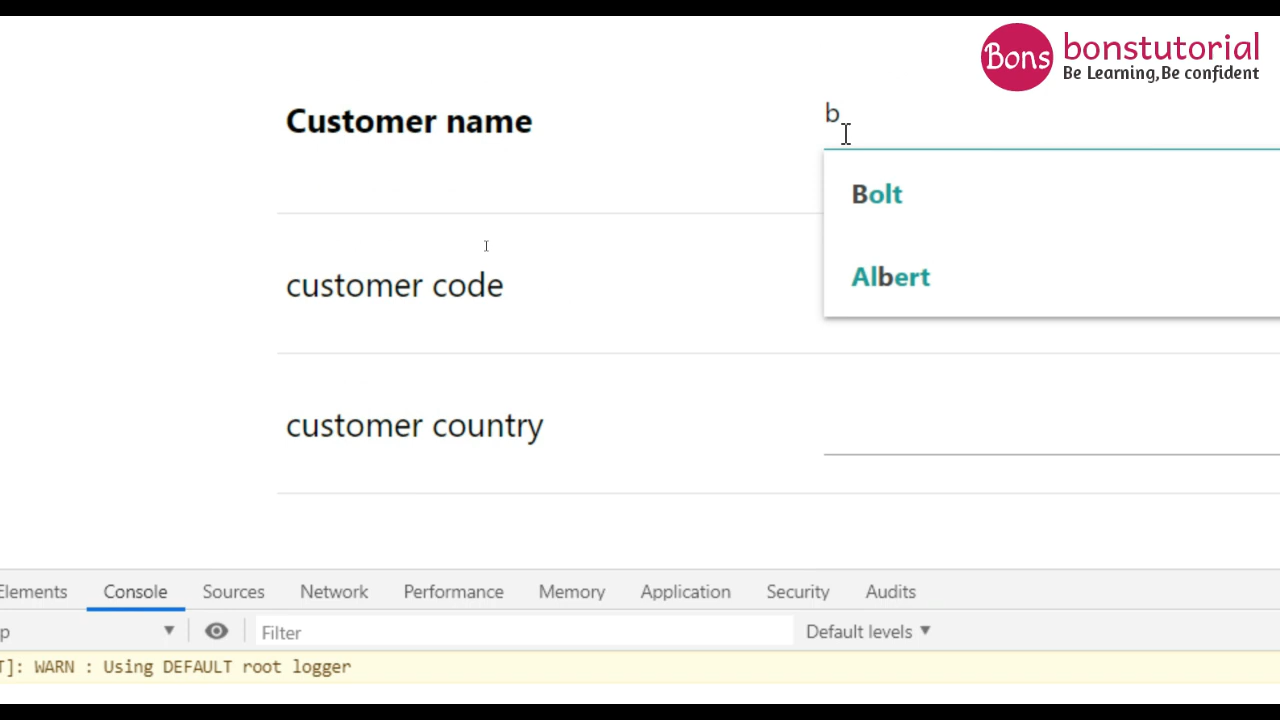 Bons bonstutorial
Be Learning,Be confident
Customer name b
Bolt
Albert
customer code
customer country
Elements Console Sources Network Performance Memory Application Security Audits
p Filter Default levels
T]: WARN : Using DEFAULT root logger